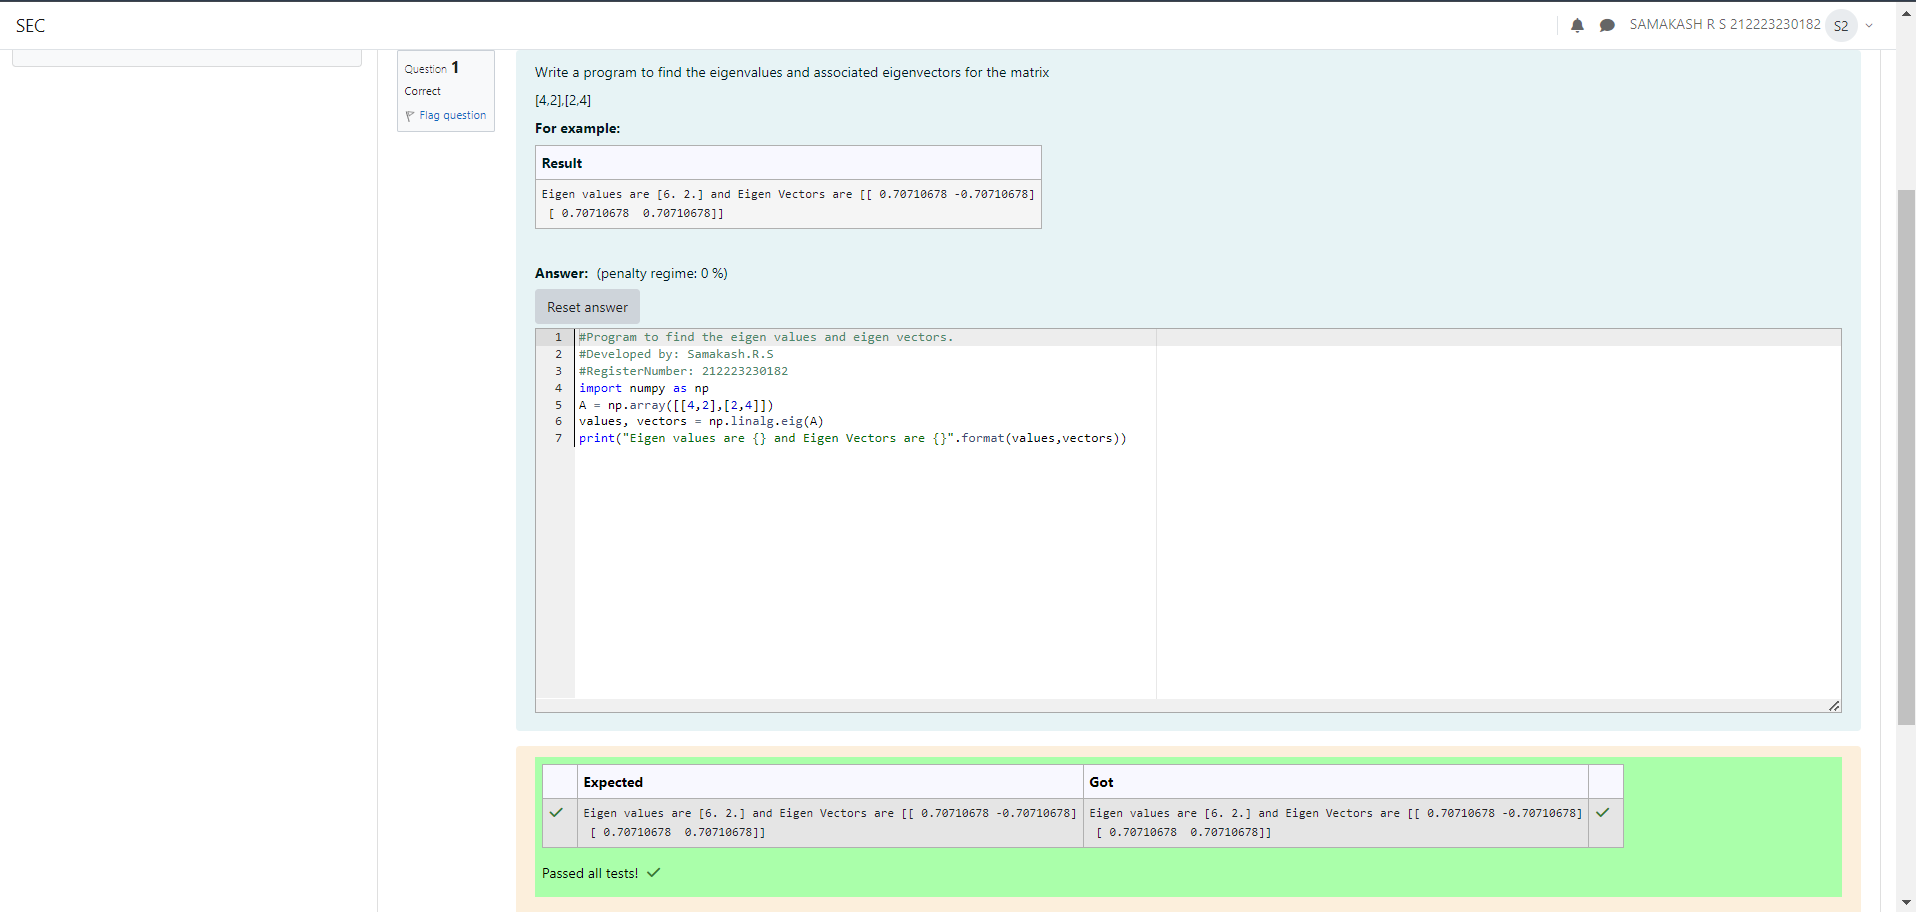 SEC
SAMAKASH R S 212223230182 S2
Question 1
Correct
Flag question
Write a program to find the eigenvalues and associated eigenvectors for the matrix
[4,2],[2,4]
For example:
Result
Eigen values are [6. 2.] and Eigen Vectors are [[ 0.70710678 -0.70710678]
 [ 0.70710678  0.70710678]]
Answer: (penalty regime: 0 %)
Reset answer
1 #Program to find the eigen values and eigen vectors.
2 #Developed by: Samakash.R.S
3 #RegisterNumber: 212223230182
4 import numpy as np
5 A = np.array([[4,2],[2,4]])
6 values, vectors = np.linalg.eig(A)
7 print("Eigen values are {} and Eigen Vectors are {}".format(values,vectors))
Expected Got
Eigen values are [6. 2.] and Eigen Vectors are [[ 0.70710678 -0.70710678] Eigen values are [6. 2.] and Eigen Vectors are [[ 0.70710678 -0.70710678]
 [ 0.70710678  0.70710678]]  [ 0.70710678  0.70710678]]
Passed all tests!